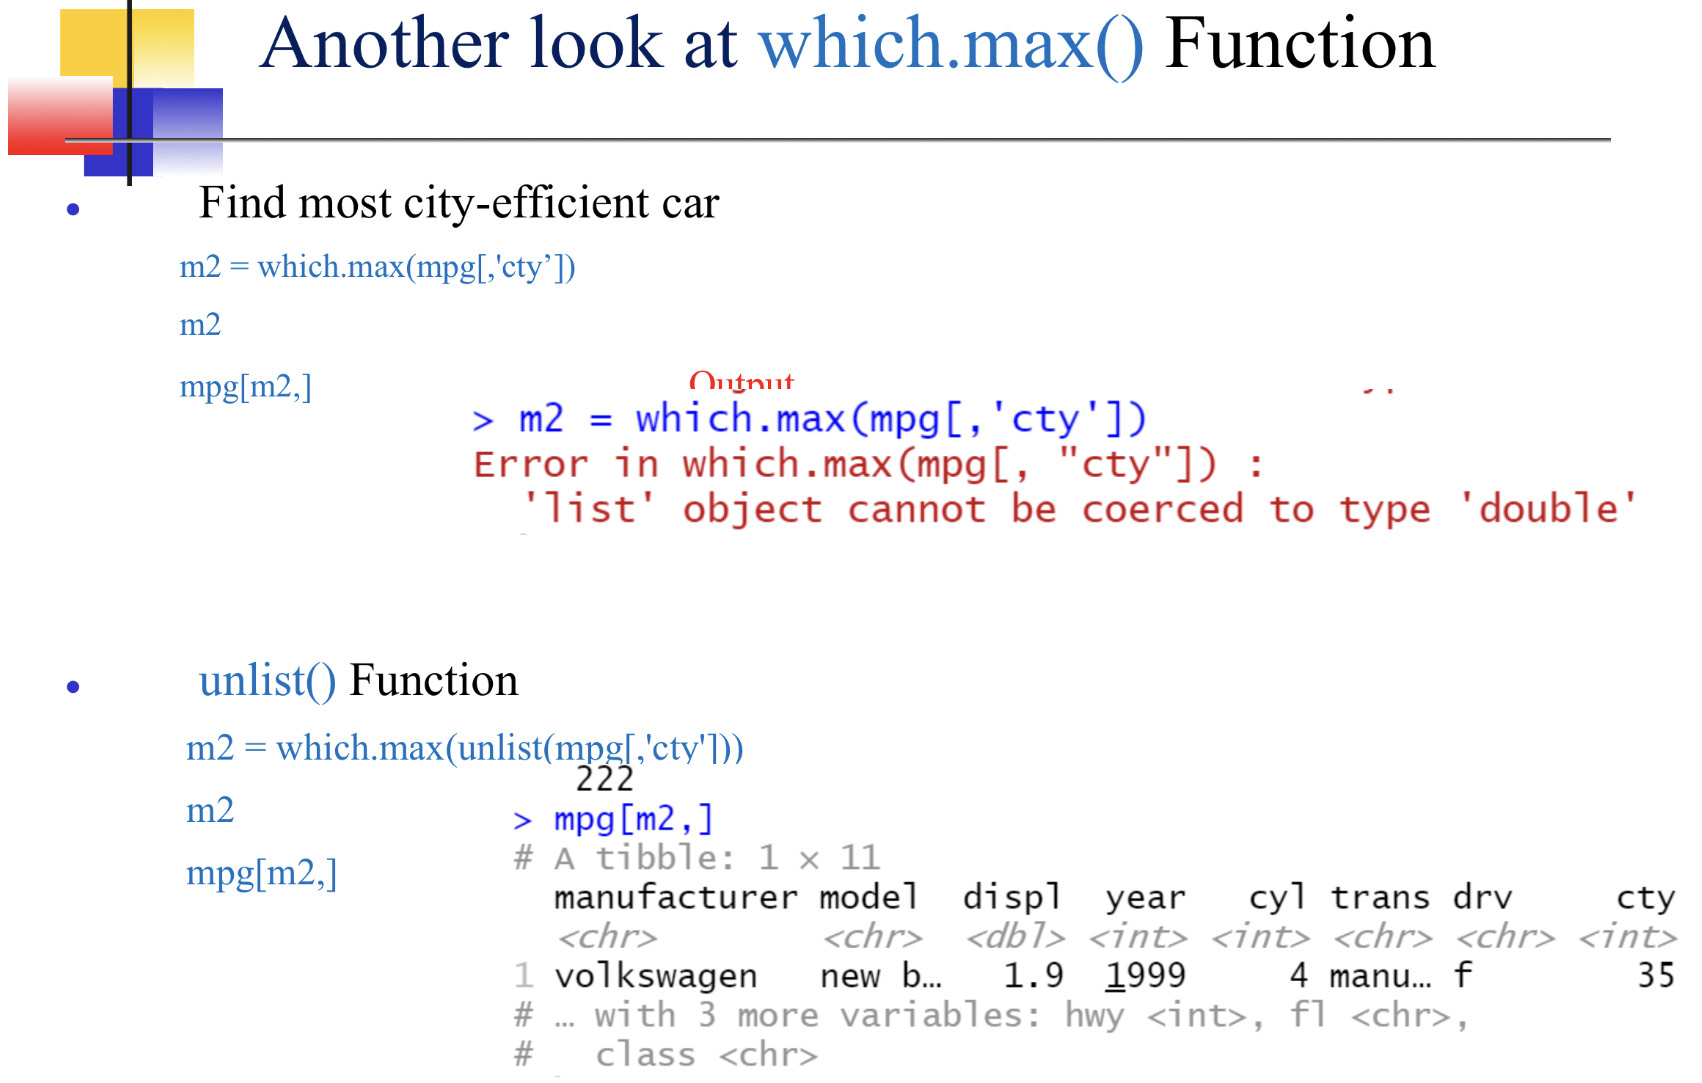 Another look at which.max() Function
• Find most city-efficient car
m2 = which.max(mpg[,'cty’])
m2
mpg[m2,]
Output
> m2 = which.max(mpg[,'cty'])
Error in which.max(mpg[, "cty"]) :
'list' object cannot be coerced to type 'double'
• unlist() Function
m2 = which.max(unlist(mpg[,'cty']))
m2
mpg[m2,]
222
> mpg[m2,]
# A tibble: 1 × 11
manufacturer model displ year cyl trans drv cty
<chr> <chr> <dbl> <int> <int> <chr> <chr> <int>
1 volkswagen new b… 1.9 1999 4 manu… f 35
# … with 3 more variables: hwy <int>, fl <chr>,
# class <chr>